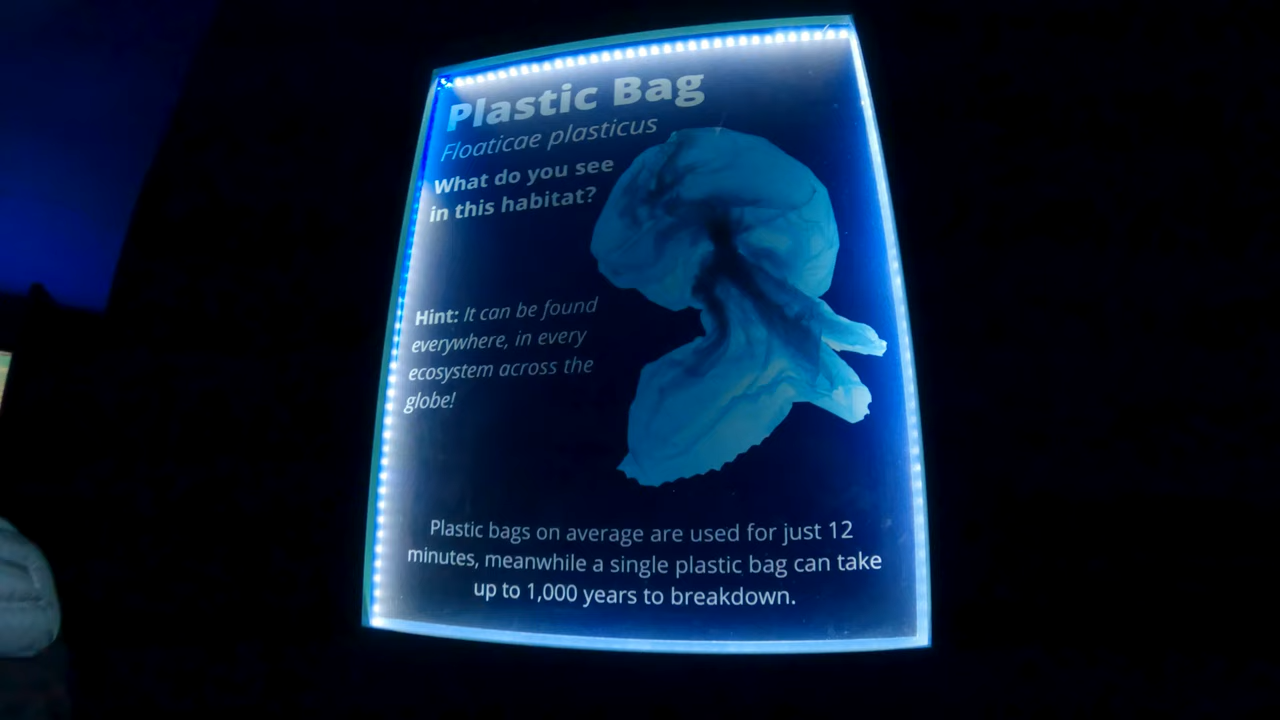 Plastic Bag
Floaticae plasticus
What do you see
in this habitat?
Hint: It can be found
everywhere, in every
ecosystem across the
globe!
Plastic bags on average are used for just 12
minutes, meanwhile a single plastic bag can take
up to 1,000 years to breakdown.